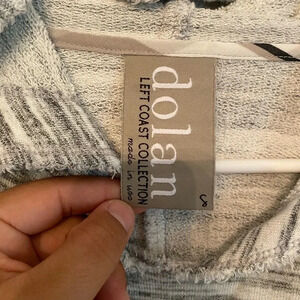 dolan
LEFT COAST COLLECTION
made in usa
S